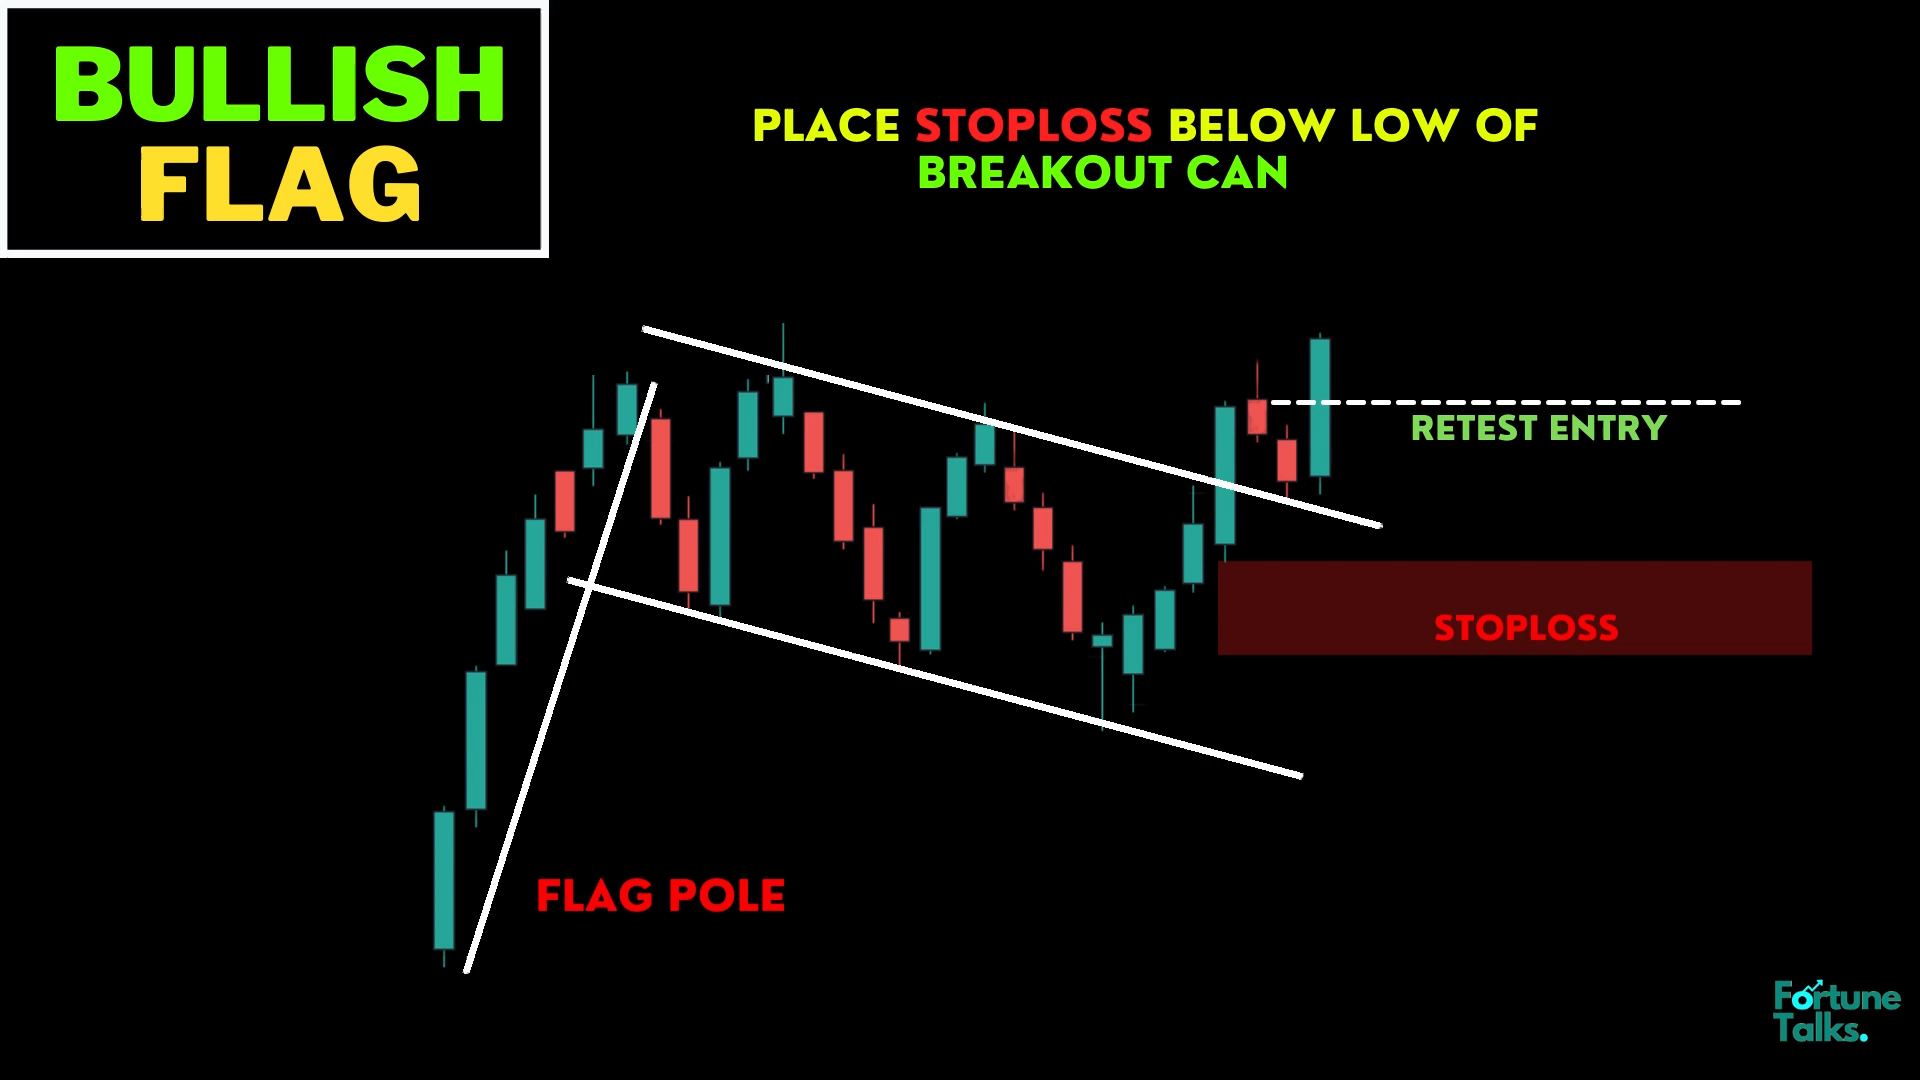 BULLISH
FLAG
PLACE STOPLOSS BELOW LOW OF
BREAKOUT CAN
RETEST ENTRY
STOPLOSS
FLAG POLE
Fortune
Talks.